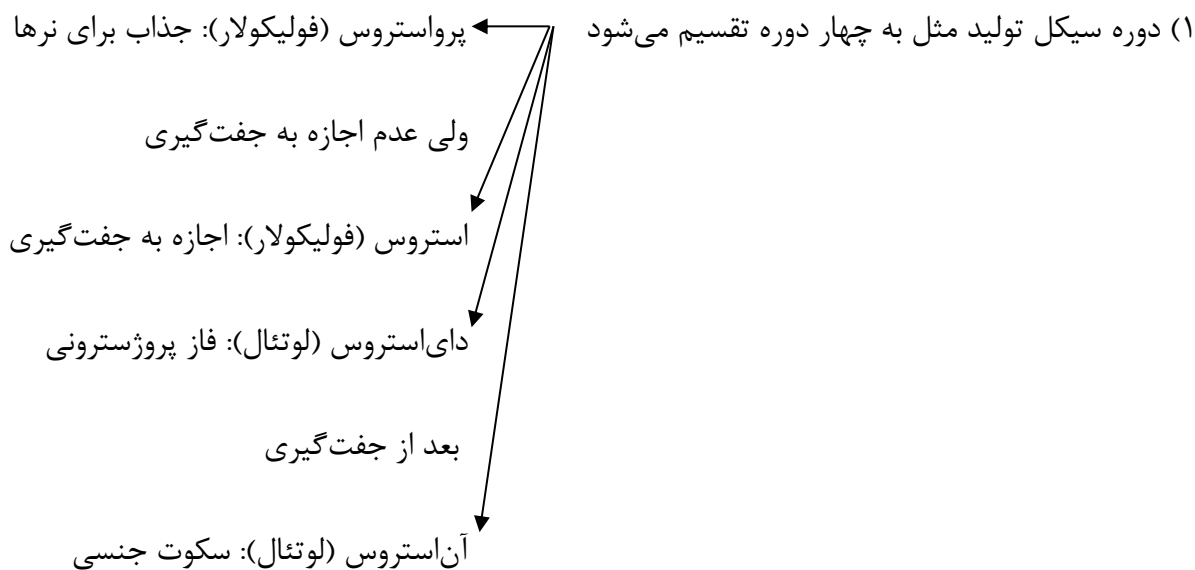 ۱) دوره سیکل تولید مثل به چهار دوره تقسیم می‌شود
پرواستروس (فولیکولار): جذاب برای نرها
ولی عدم اجازه به جفت‌گیری
استروس (فولیکولار): اجازه به جفت‌گیری
دای‌استروس (لوتئال): فاز پروژسترونی
بعد از جفت‌گیری
آن‌استروس (لوتئال): سکوت جنسی